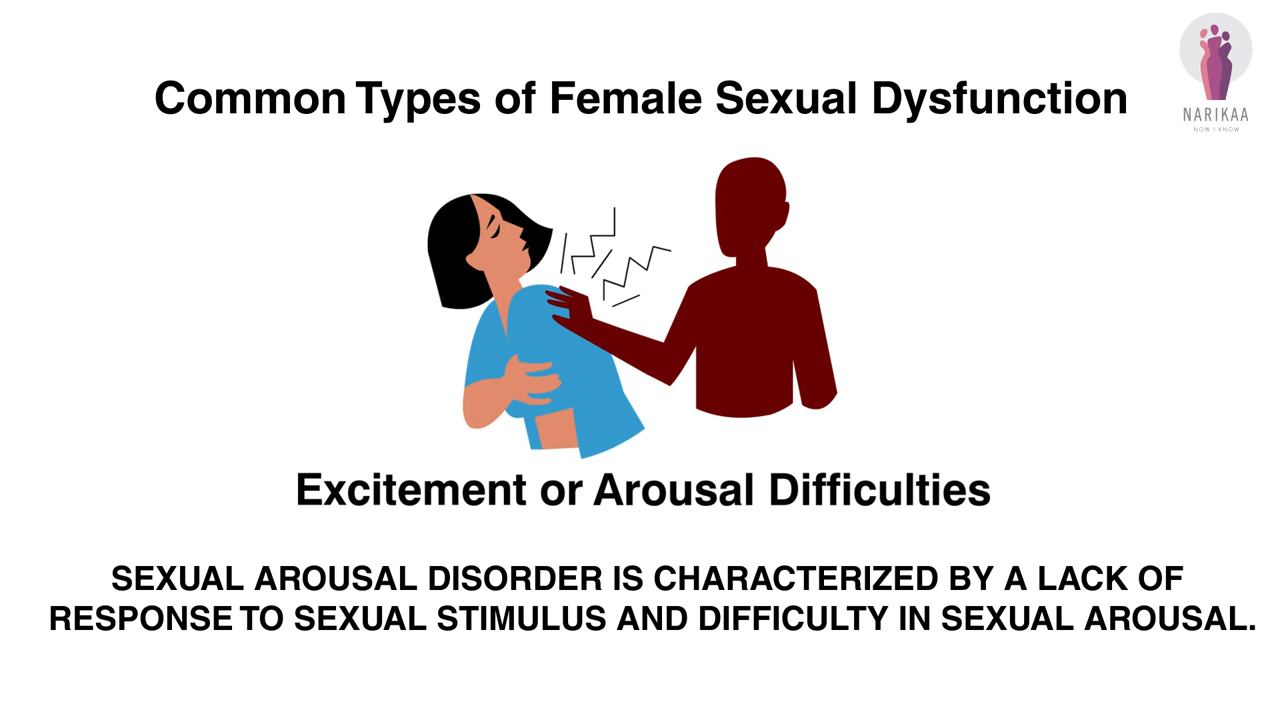 NARIKAA
NOW I KNOW
Common Types of Female Sexual Dysfunction
Excitement or Arousal Difficulties
SEXUAL AROUSAL DISORDER IS CHARACTERIZED BY A LACK OF
RESPONSE TO SEXUAL STIMULUS AND DIFFICULTY IN SEXUAL AROUSAL.